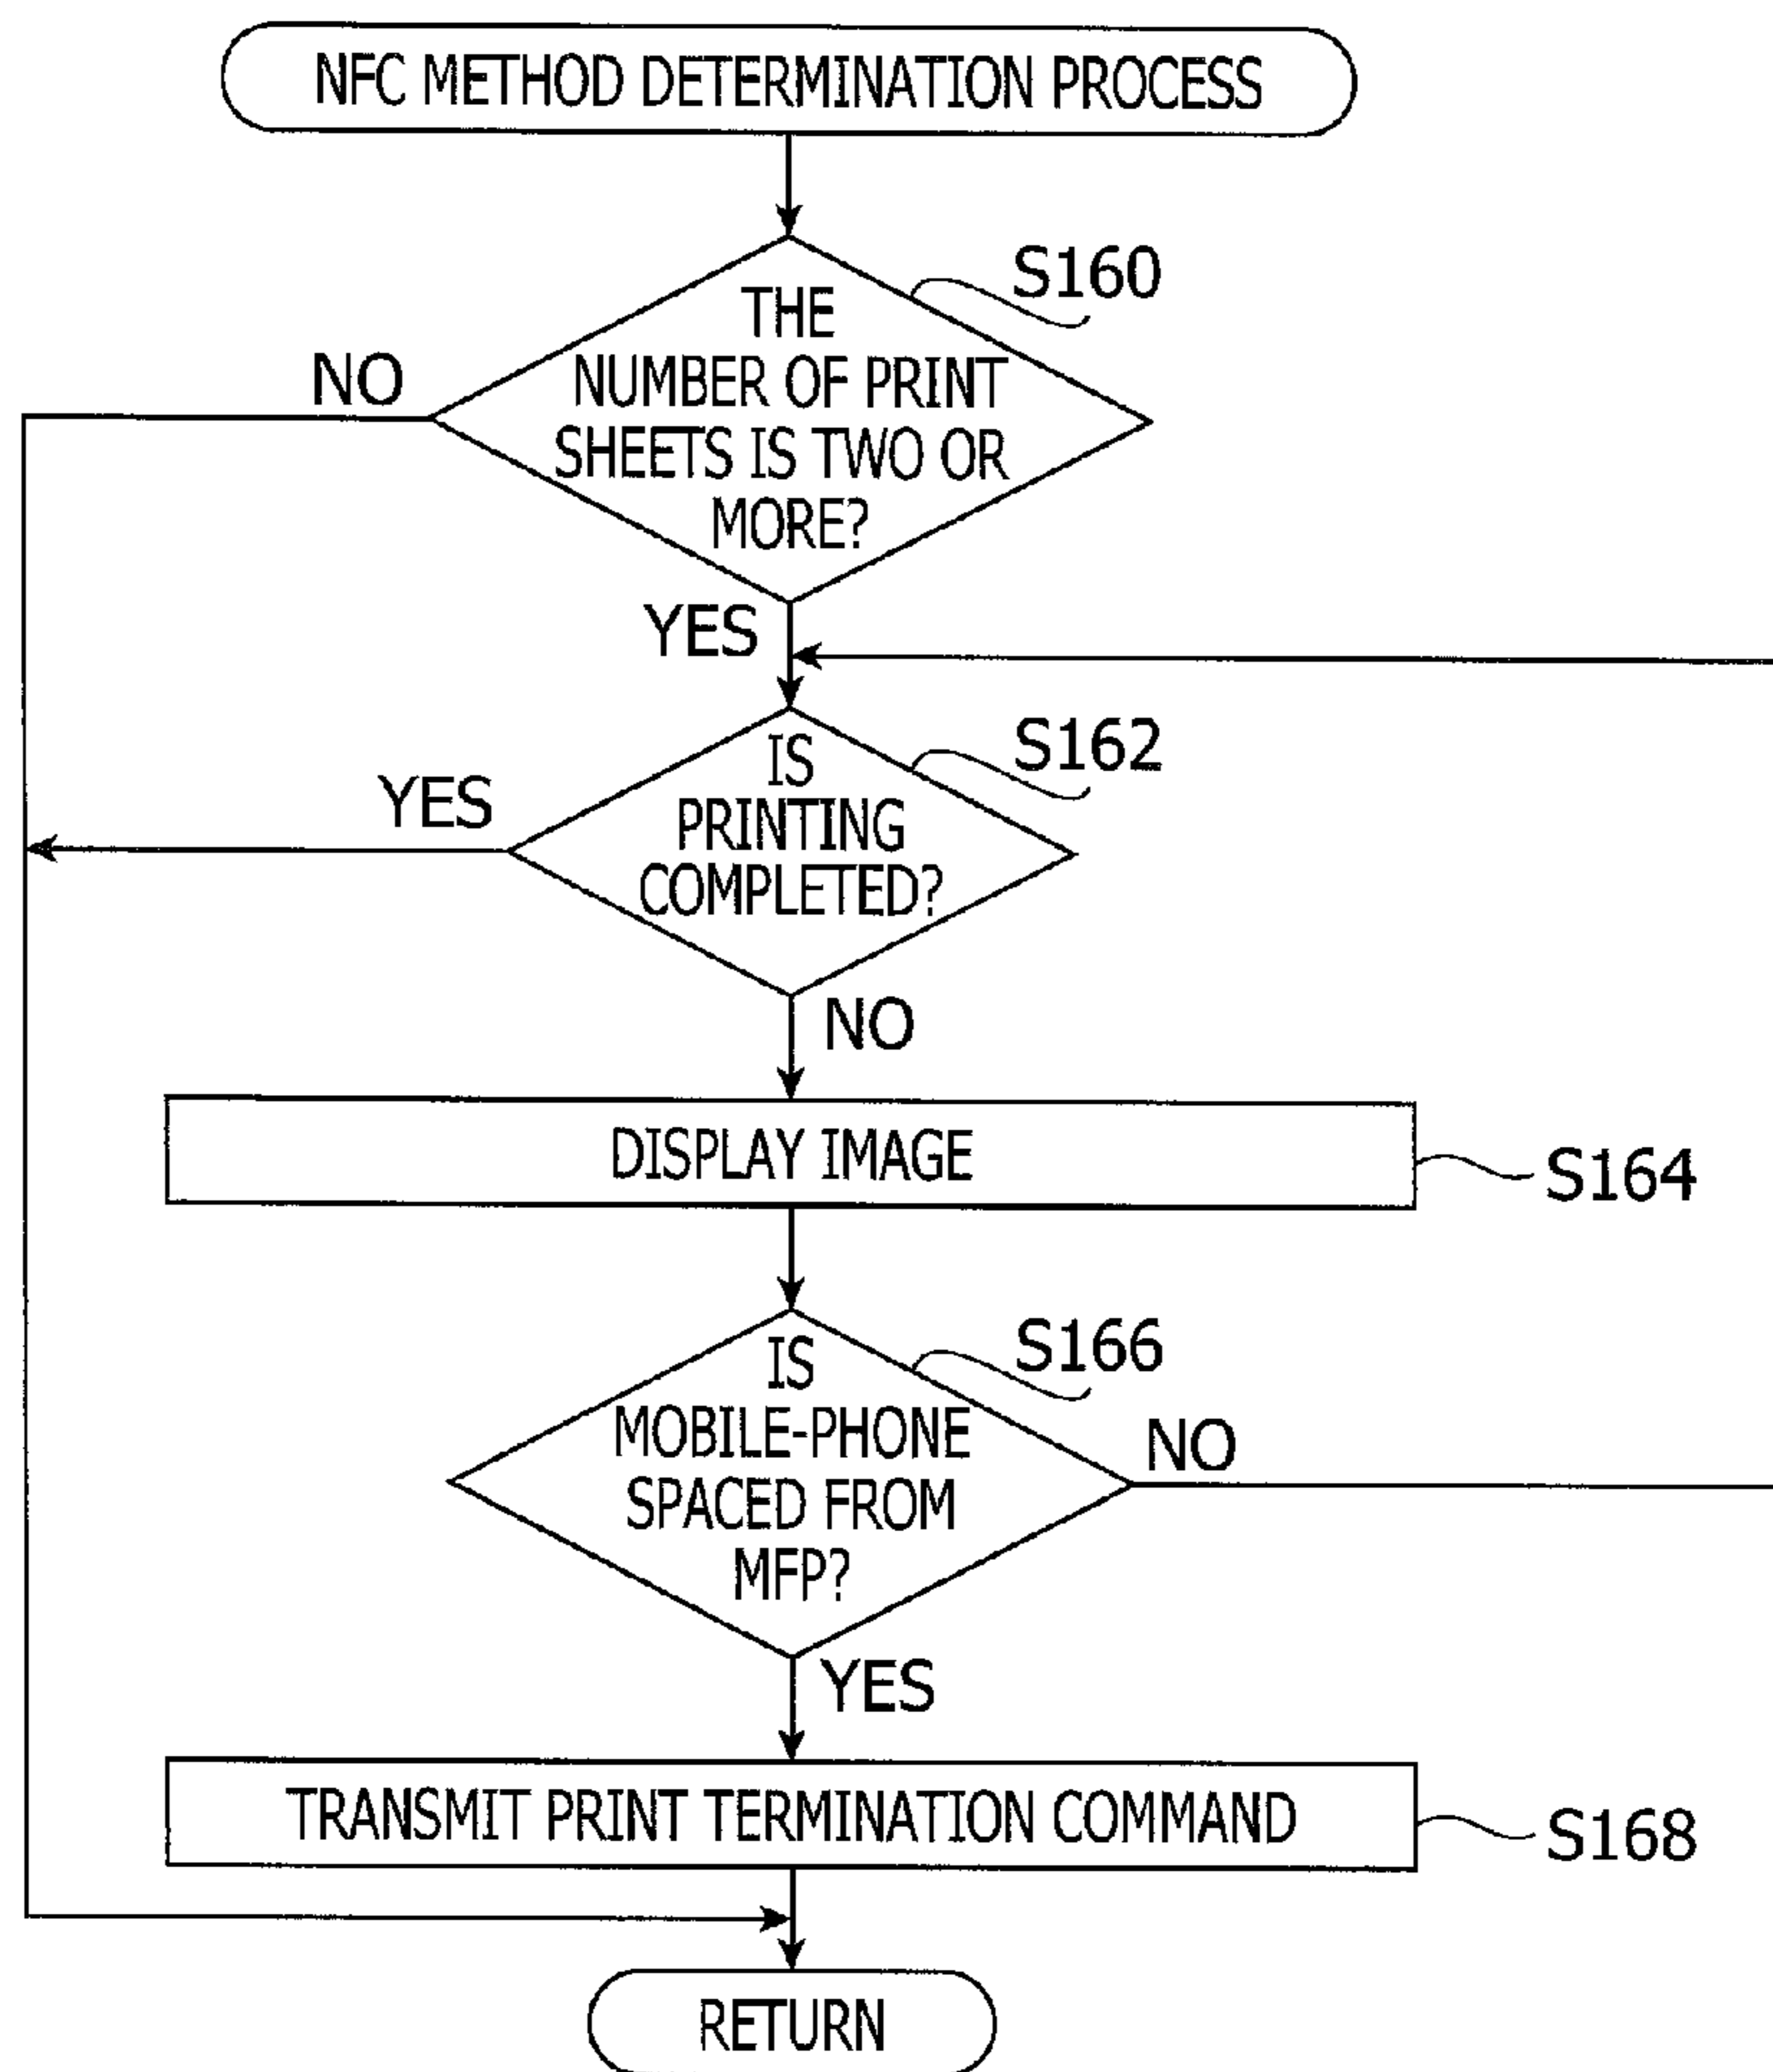 NFC METHOD DETERMINATION PROCESS
S160
THE
NUMBER OF PRINT
SHEETS IS TWO OR
MORE?
NO
YES
S162
IS
PRINTING
COMPLETED?
YES
NO
DISPLAY IMAGE
S164
S166
IS
MOBILE-PHONE
SPACED FROM
MFP?
NO
YES
TRANSMIT PRINT TERMINATION COMMAND
S168
RETURN